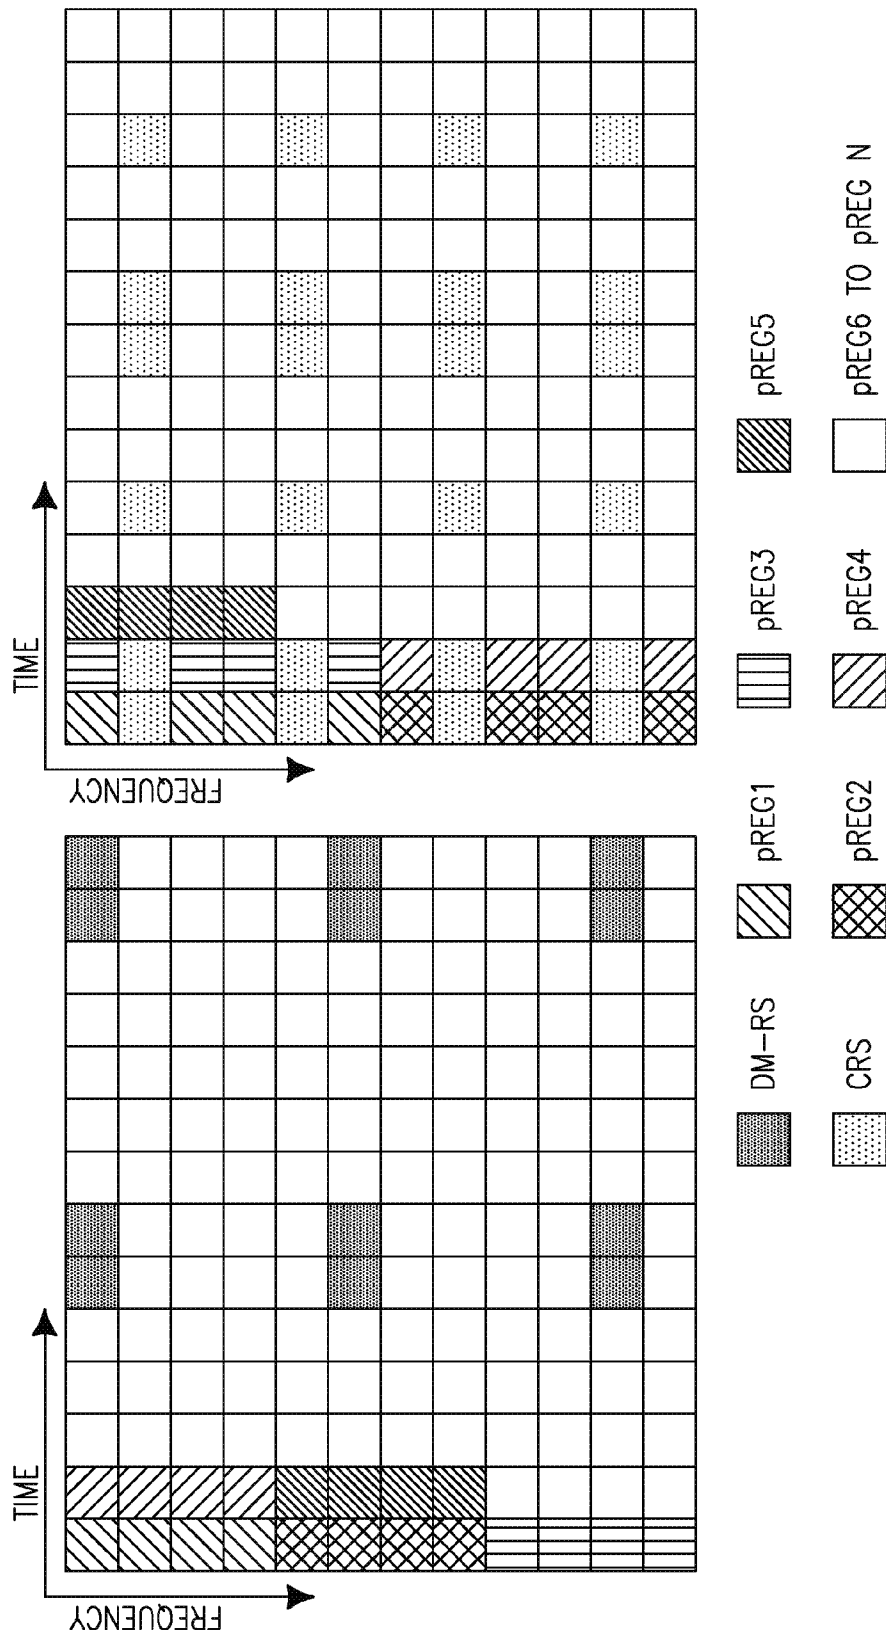 TIME
FREQUENCY
TIME
FREQUENCY
DM-RS
pREG1
pREG3
pREG5
CRS
pREG2
pREG4
pREG6 TO pREG N